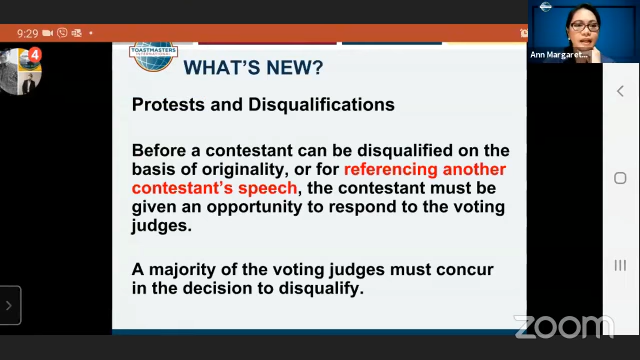 9:29
4
TOASTMASTERS
INTERNATIONAL
WHAT'S NEW?
Ann Margaret...
Protests and Disqualifications
Before a contestant can be disqualified on the
basis of originality, or for referencing another
contestant's speech, the contestant must be
given an opportunity to respond to the voting
judges.
A majority of the voting judges must concur
in the decision to disqualify.
zoom